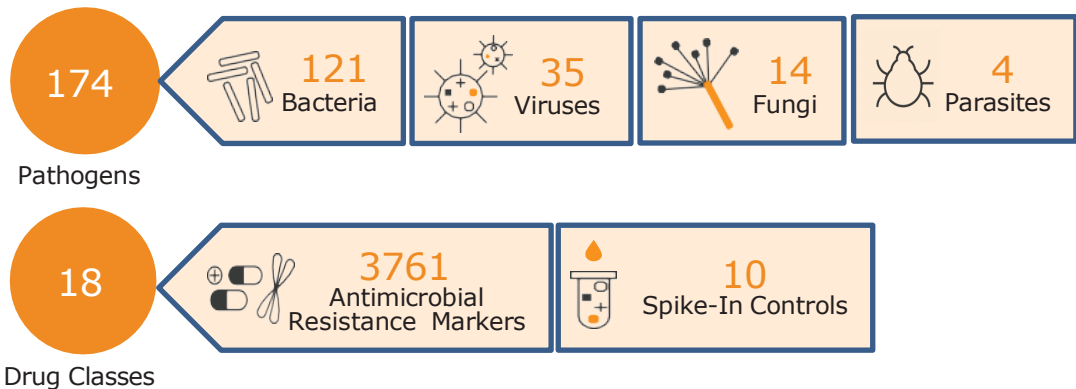 174
Pathogens
121
Bacteria
35
Viruses
14
Fungi
4
Parasites
18
Drug Classes
3761
Antimicrobial
Resistance Markers
10
Spike-In Controls